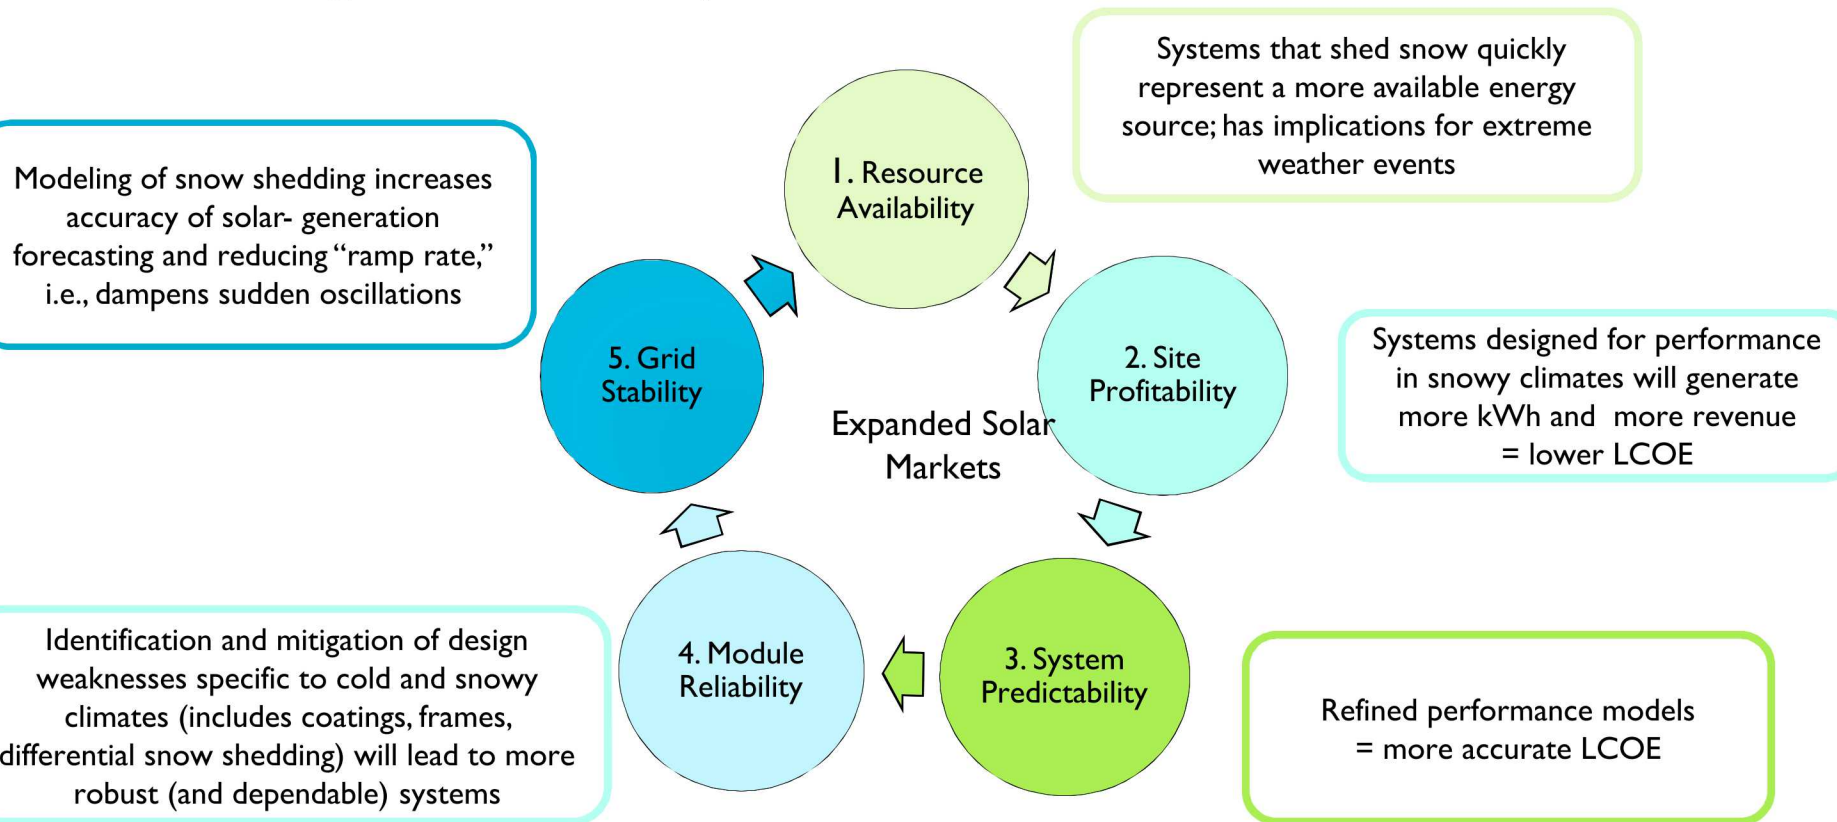 Systems that shed snow quickly
represent a more available energy
source; has implications for extreme
weather events
1. Resource
Availability
Modeling of snow shedding increases
accuracy of solar- generation
forecasting and reducing “ramp rate,”
i.e., dampens sudden oscillations
5. Grid
Stability
2. Site
Profitability
Systems designed for performance
in snowy climates will generate
more kWh and  more revenue
= lower LCOE
Expanded Solar
Markets
Identification and mitigation of design
weaknesses specific to cold and snowy
climates (includes coatings, frames,
differential snow shedding) will lead to more
robust (and dependable) systems
4. Module
Reliability
3. System
Predictability
Refined performance models
= more accurate LCOE